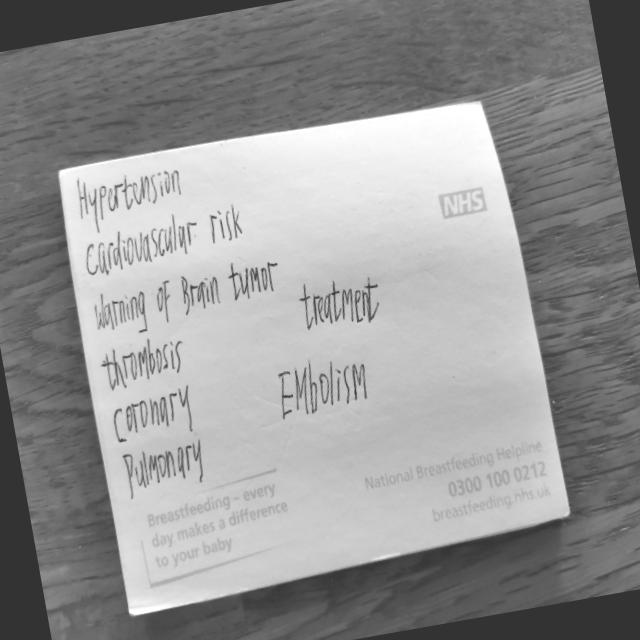 Hypertension
Cardiovascular risk
NHS
Warning of Brain tumor
treatment
thrombosis
Coronary
EMbolisM
Pulmonary
Breastfeeding - every
day makes a difference
to your baby
National Breastfeeding Helpline
0300 100 0212
breastfeeding.nhs.uk